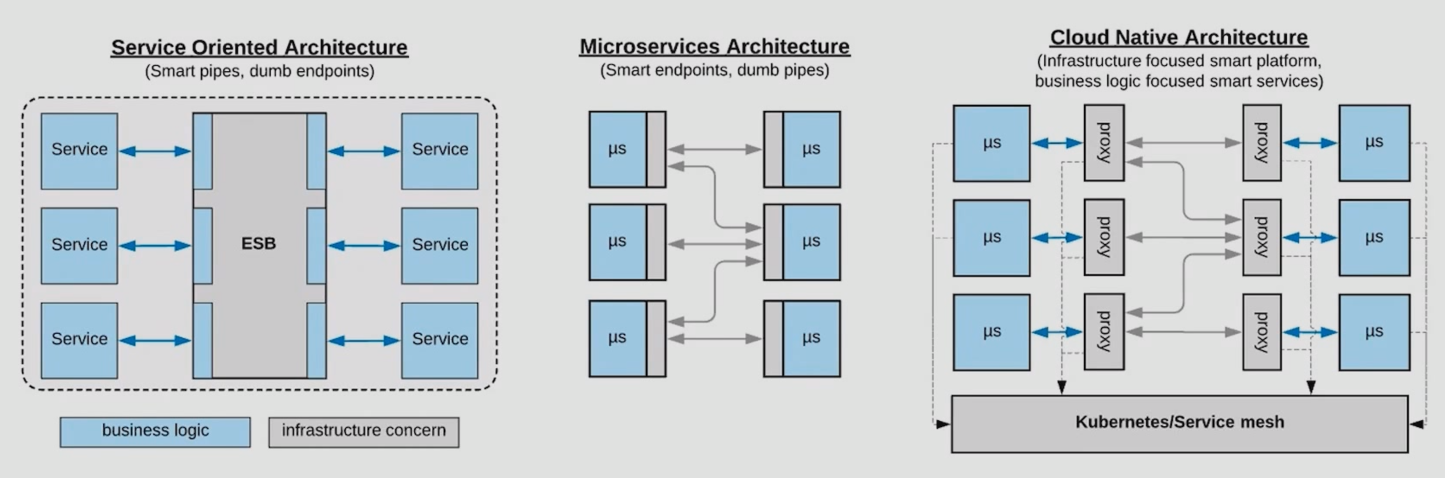 Service Oriented Architecture
(Smart pipes, dumb endpoints)
Service
Service
Service
ESB
Service
Service
Service
business logic
infrastructure concern
Microservices Architecture
(Smart endpoints, dumb pipes)
µs
µs
µs
µs
µs
µs
Cloud Native Architecture
(Infrastructure focused smart platform,
business logic focused smart services)
µs
proxy
proxy
µs
µs
proxy
proxy
µs
µs
proxy
proxy
µs
Kubernetes/Service mesh